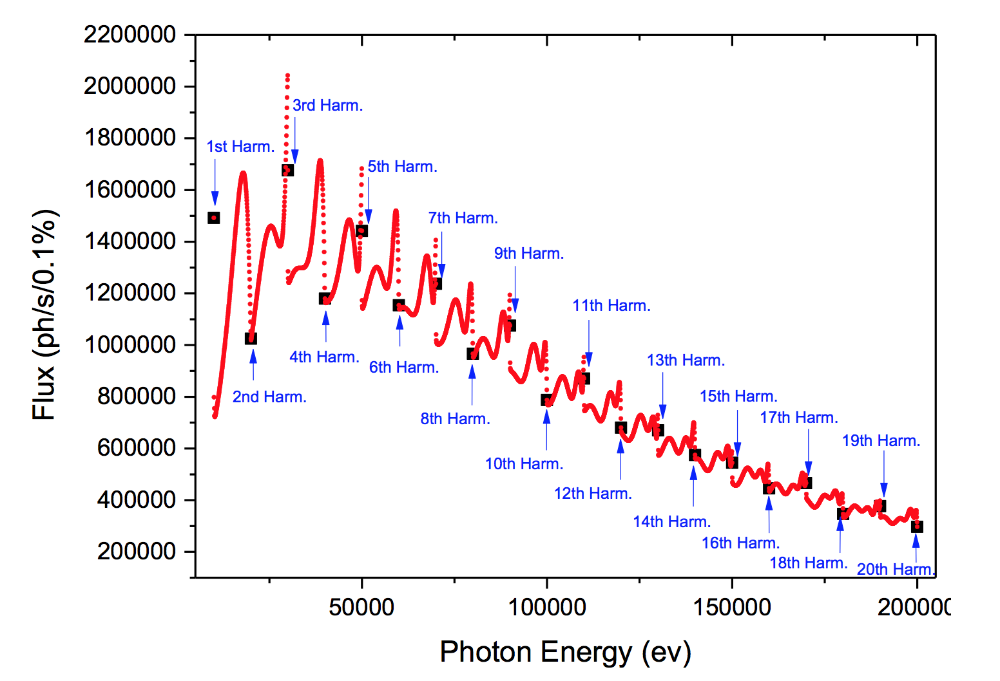 2200000
2000000
1800000
1600000
1400000
1200000
1000000
800000
600000
400000
200000
Flux (ph/s/0.1%)
1st Harm.
3rd Harm.
5th Harm.
7th Harm.
9th Harm.
11th Harm.
13th Harm.
15th Harm.
17th Harm.
19th Harm.
2nd Harm.
4th Harm.
6th Harm.
8th Harm.
10th Harm.
12th Harm.
14th Harm.
16th Harm.
18th Harm.
20th Harm.
50000
100000
150000
200000
Photon Energy (ev)